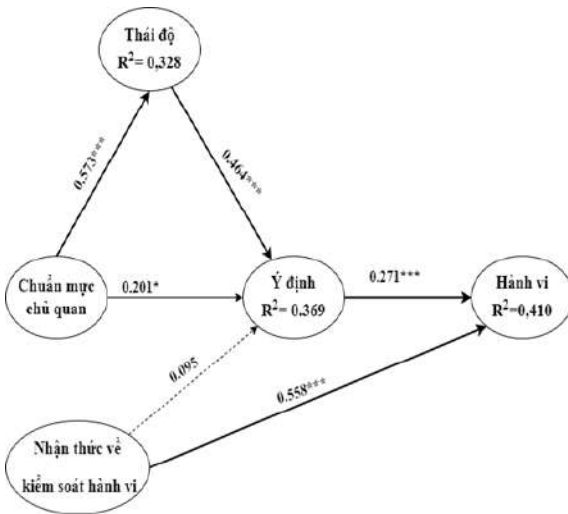 Thái độ
R²= 0,328
0.573***
0.464***
Chuẩn mực
chủ quan
0.201*
Ý định
R²= 0.369
0.271***
Hành vi
R²=0,410
0.095
0.558***
Nhận thức về
kiểm soát hành vi